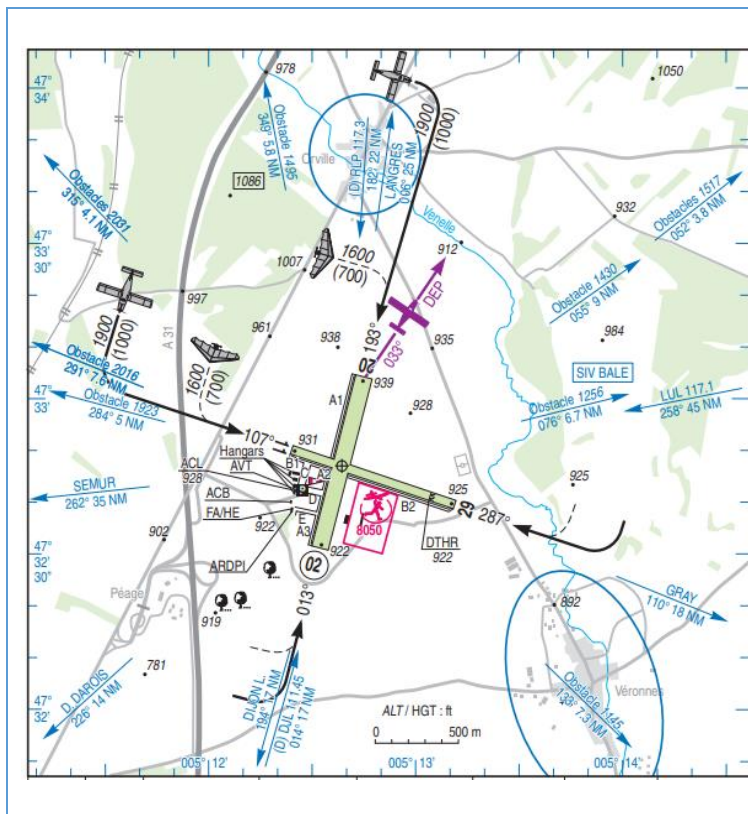 47°
34'
978
1050
Obstacle 1495
349° 5.8 NM
1900
(1000)
Orville
(D) RLP 117.3
182° 22 NM
LANGRES
006° 25 NM
1086
Obstacles 2031
315° 4.1 NM
Venelle
932
Obstacles 1517
052° 3.8 NM
47°
33'
30"
1007
1600
(700)
912
DEP
Obstacle 1430
055° 9 NM
997
A 31
1900
(1000)
961
1600
(700)
938
193°
033°
935
984
SIV BALE
Obstacle 2016
291° 7.6 NM
Obstacle 1923
284° 5 NM
47°
33'
20
939
A1
928
Obstacle 1256
076° 6.7 NM
LUL 117.1
258° 45 NM
107°
11
931
Hangars
ACL
928
AVT
B1
C
A2
D
ACB
FA/HE
922
E
A3
8050
B2
925
29
287°
925
DTHR
922
SEMUR
262° 35 NM
902
47°
32'
30"
ARDPI
922
02
013°
Péage
919
GRAY
110° 18 NM
892
781
D. DAROIS
226° 14 NM
47°
32'
DIJON L.
194° 17 NM
(D) DJL 111.45
014° 17 NM
ALT / HGT : ft
0 500 m
Obstacle 1145
133° 7.3 NM
Véronnes
005° 12'
005° 13'
005° 14'